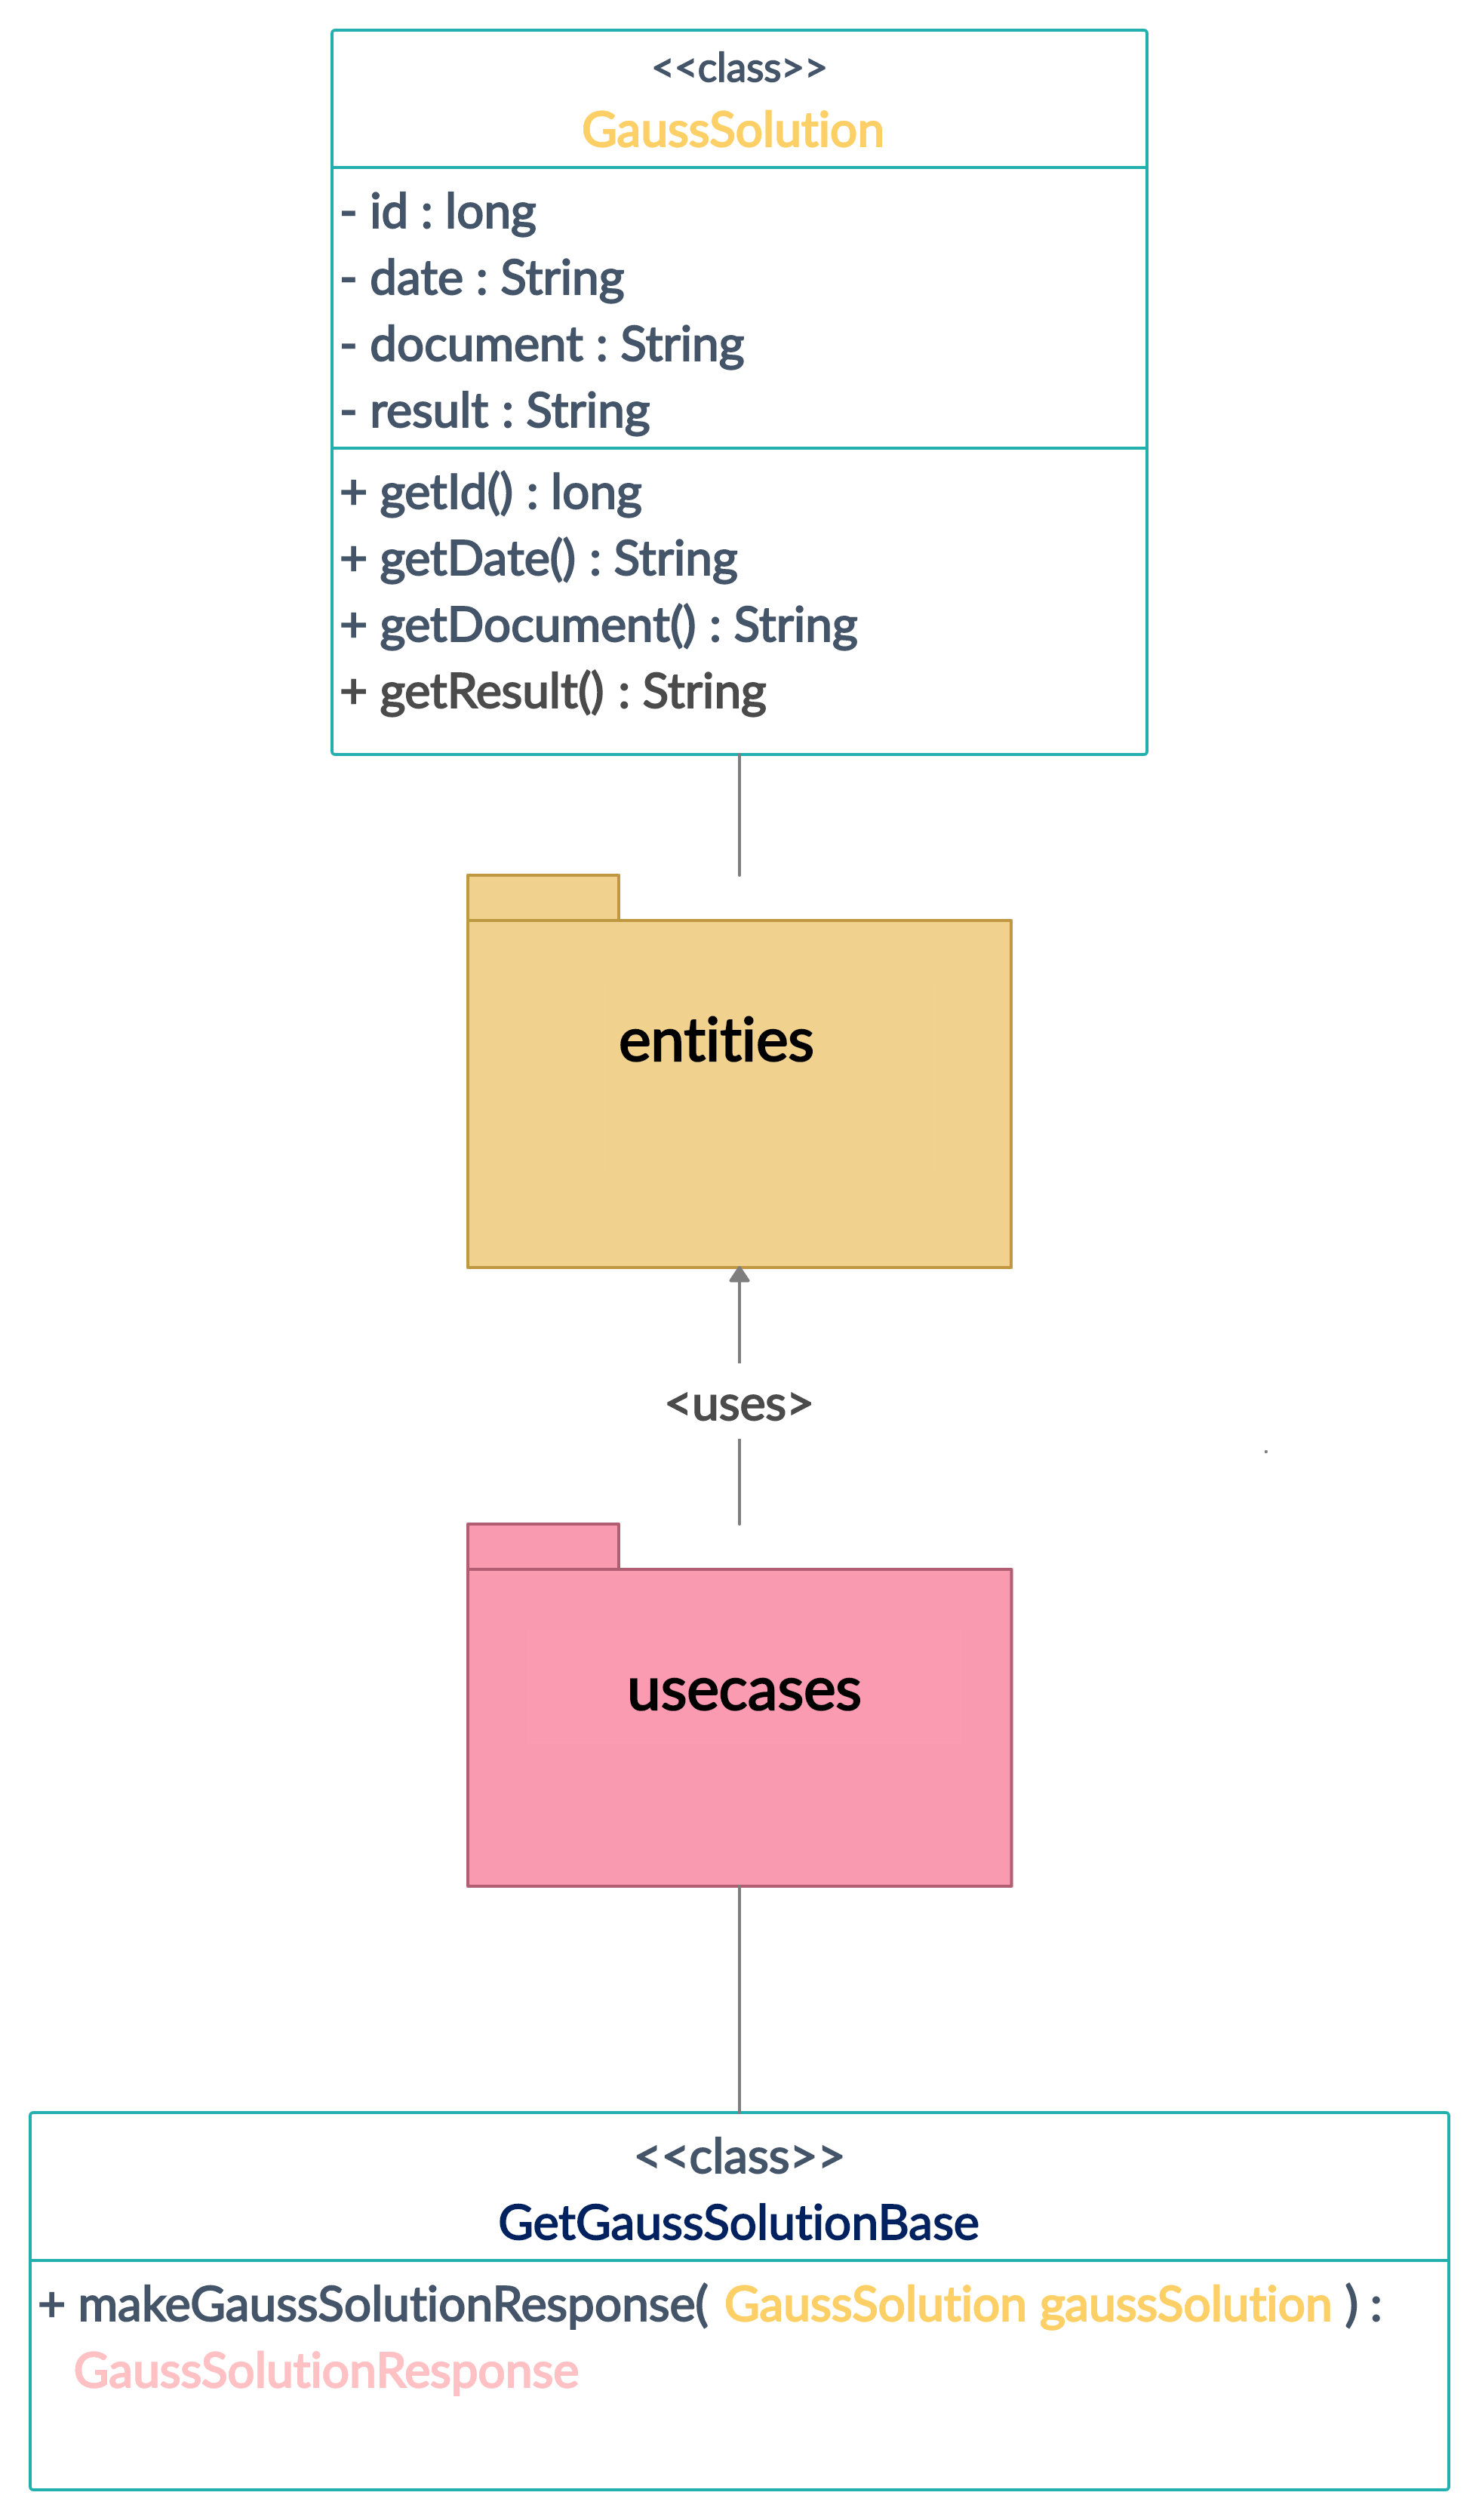 <<class>>
GaussSolution
- id : long
- date : String
- document : String
- result : String
+ getId() : long
+ getDate() : String
+ getDocument() : String
+ getResult() : String
entities
<uses>
usecases
<<class>>
GetGaussSolutionBase
+ makeGaussSolutionResponse( GaussSolution gaussSolution ) :
GaussSolutionResponse